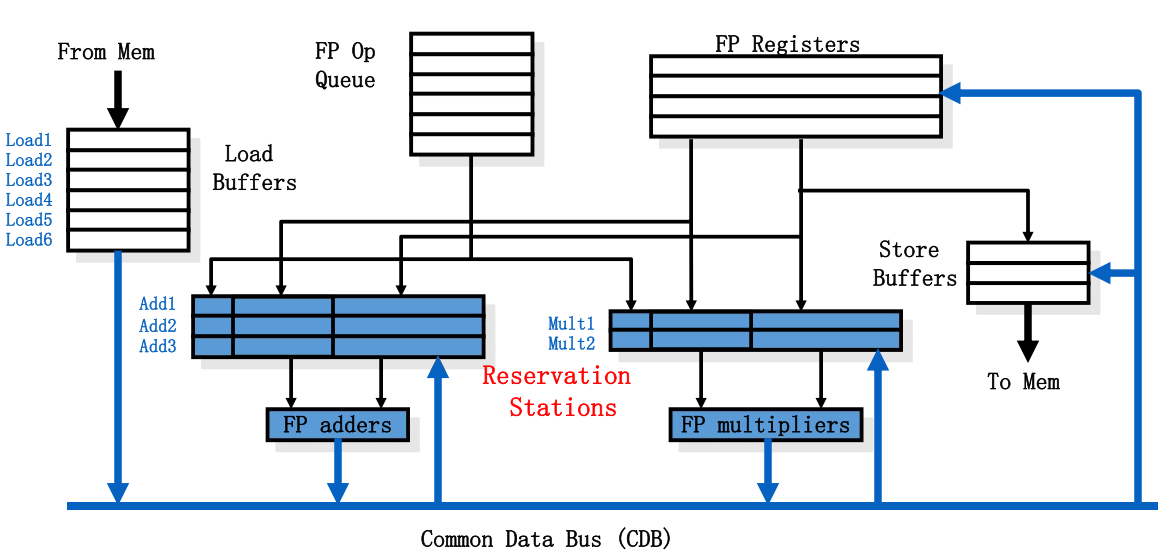 From Mem
FP Op
Queue
FP Registers
Load1
Load2
Load3
Load4
Load5
Load6
Load
Buffers
Store
Buffers
Add1
Add2
Add3
Mult1
Mult2
Reservation
Stations
To Mem
FP adders
FP multipliers
Common Data Bus (CDB)